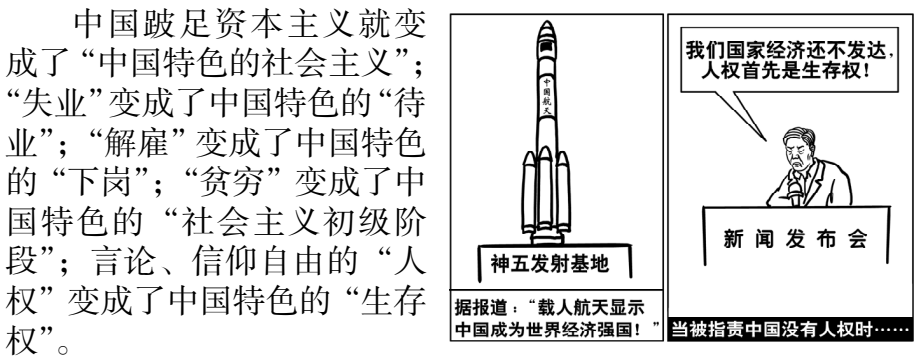 中国跛足资本主义就变
成了“中国特色的社会主义”；
“失业”变成了中国特色的“待
业”；“解雇”变成了中国特色
的“下岗”；“贫穷”变成了中
国特色的“社会主义初级阶
段”；言论、信仰自由的“人
权”变成了中国特色的“生存
权”。
中国航天
神五发射基地
据报道：“载人航天显示
中国成为世界经济强国！”
我们国家经济还不发达，
人权首先是生存权！
新闻发布会
当被指责中国没有人权时……